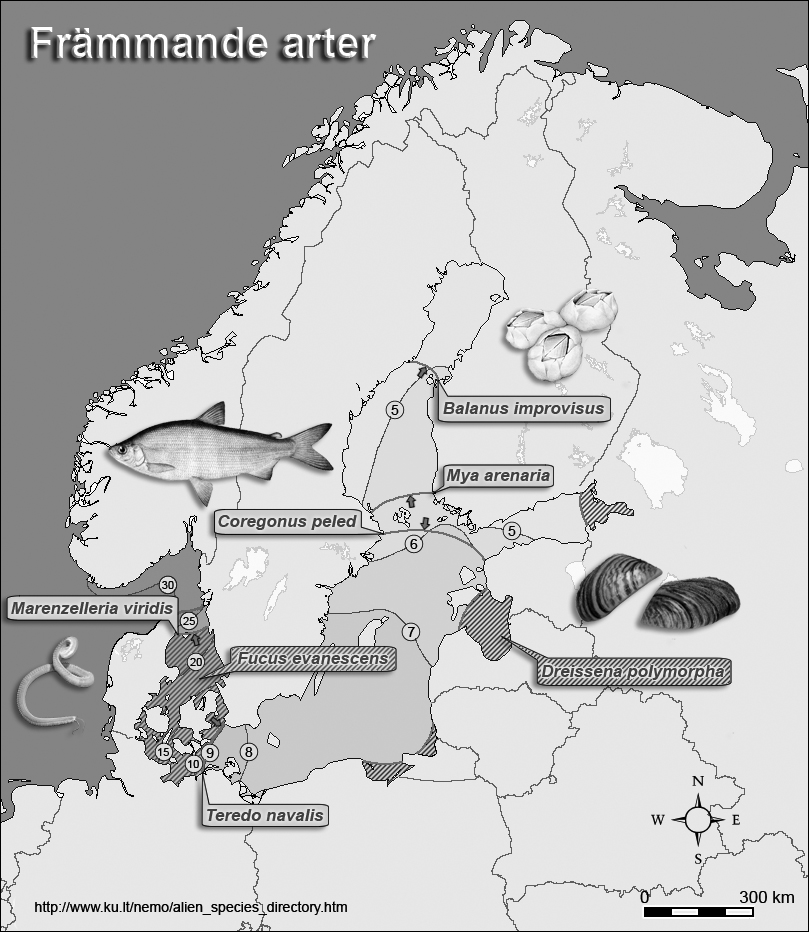 Främmande arter
5
Balanus improvisus
Mya arenaria
Coregonus peled
5
6
30
Marenzelleria viridis
25
7
20
Fucus evanescens
Dreissena polymorpha
15
9
8
10
Teredo navalis
N
W
E
S
http://www.ku.lt/nemo/alien_species_directory.htm
0 300 km